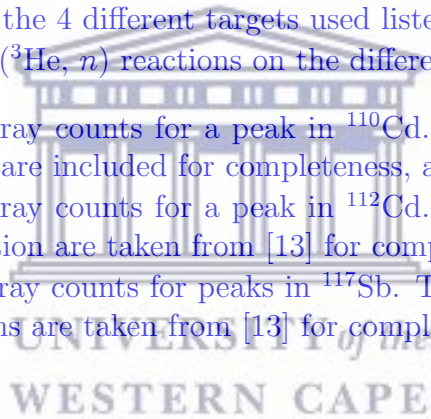 the 4 different targets used liste
(³He, n) reactions on the differe
ray counts for a peak in ¹¹⁰Cd.
are included for completeness, a
ray counts for a peak in ¹¹²Cd.
tion are taken from [13] for comp
ray counts for peaks in ¹¹⁷Sb. T
ns are taken from [13] for comple
UNIVERSITY of the
WESTERN CAPE